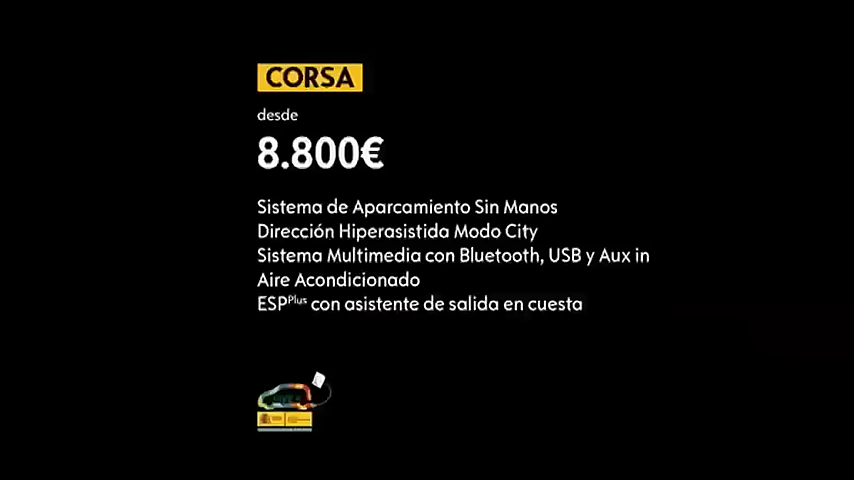 CORSA
desde
8.800€
Sistema de Aparcamiento Sin Manos
Dirección Hiperasistida Modo City
Sistema Multimedia con Bluetooth, USB y Aux in
Aire Acondicionado
ESPPlus con asistente de salida en cuesta